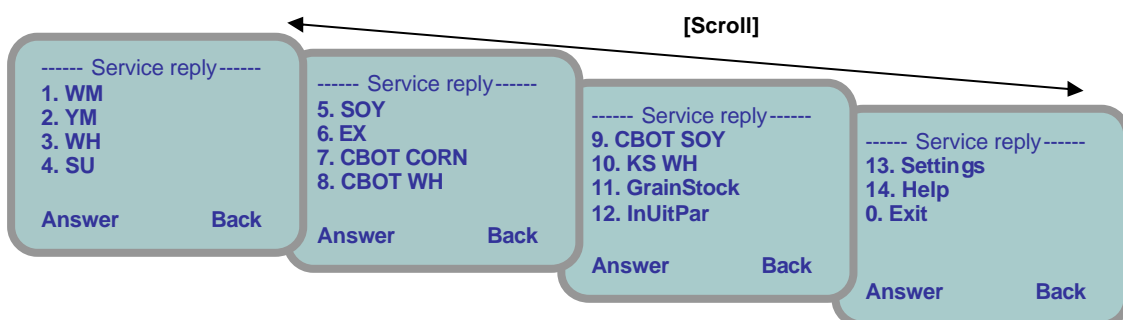 [Scroll]
------ Service reply------
1. WM
2. YM
3. WH
4. SU
Answer Back
------ Service reply------
5. SOY
6. EX
7. CBOT CORN
8. CBOT WH
Answer Back
------ Service reply------
9. CBOT SOY
10. KS WH
11. GrainStock
12. InUitPar
Answer Back
------ Service reply------
13. Settings
14. Help
0. Exit
Answer Back